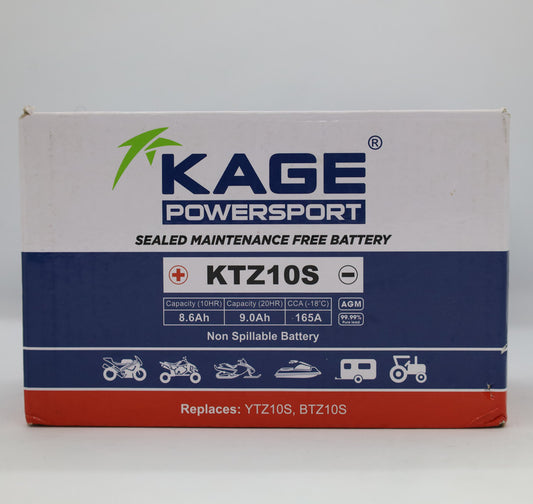 KAGE ®
POWERSPORT
SEALED MAINTENANCE FREE BATTERY
+ KTZ10S −
Capacity (10HR) Capacity (20HR) CCA (-18°C) AGM
8.6Ah 9.0Ah 165A 99.99% Pure lead
Non Spillable Battery
Replaces: YTZ10S, BTZ10S